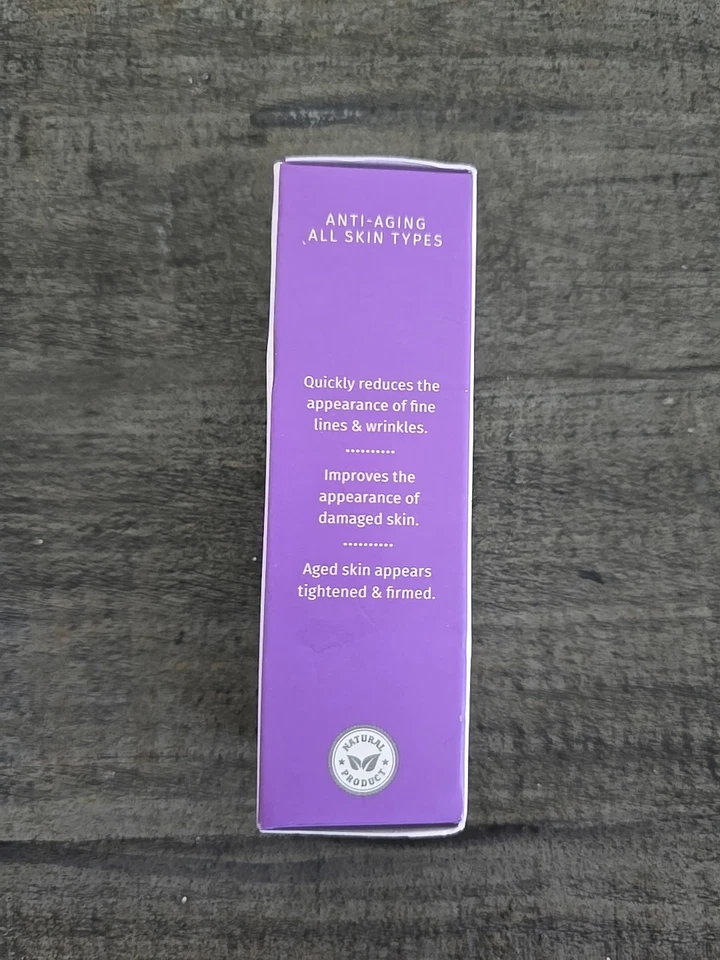 ANTI-AGING
ALL SKIN TYPES
Quickly reduces the
appearance of fine
lines & wrinkles.
Improves the
appearance of
damaged skin.
Aged skin appears
tightened & firmed.
NATURAL
PRODUCT